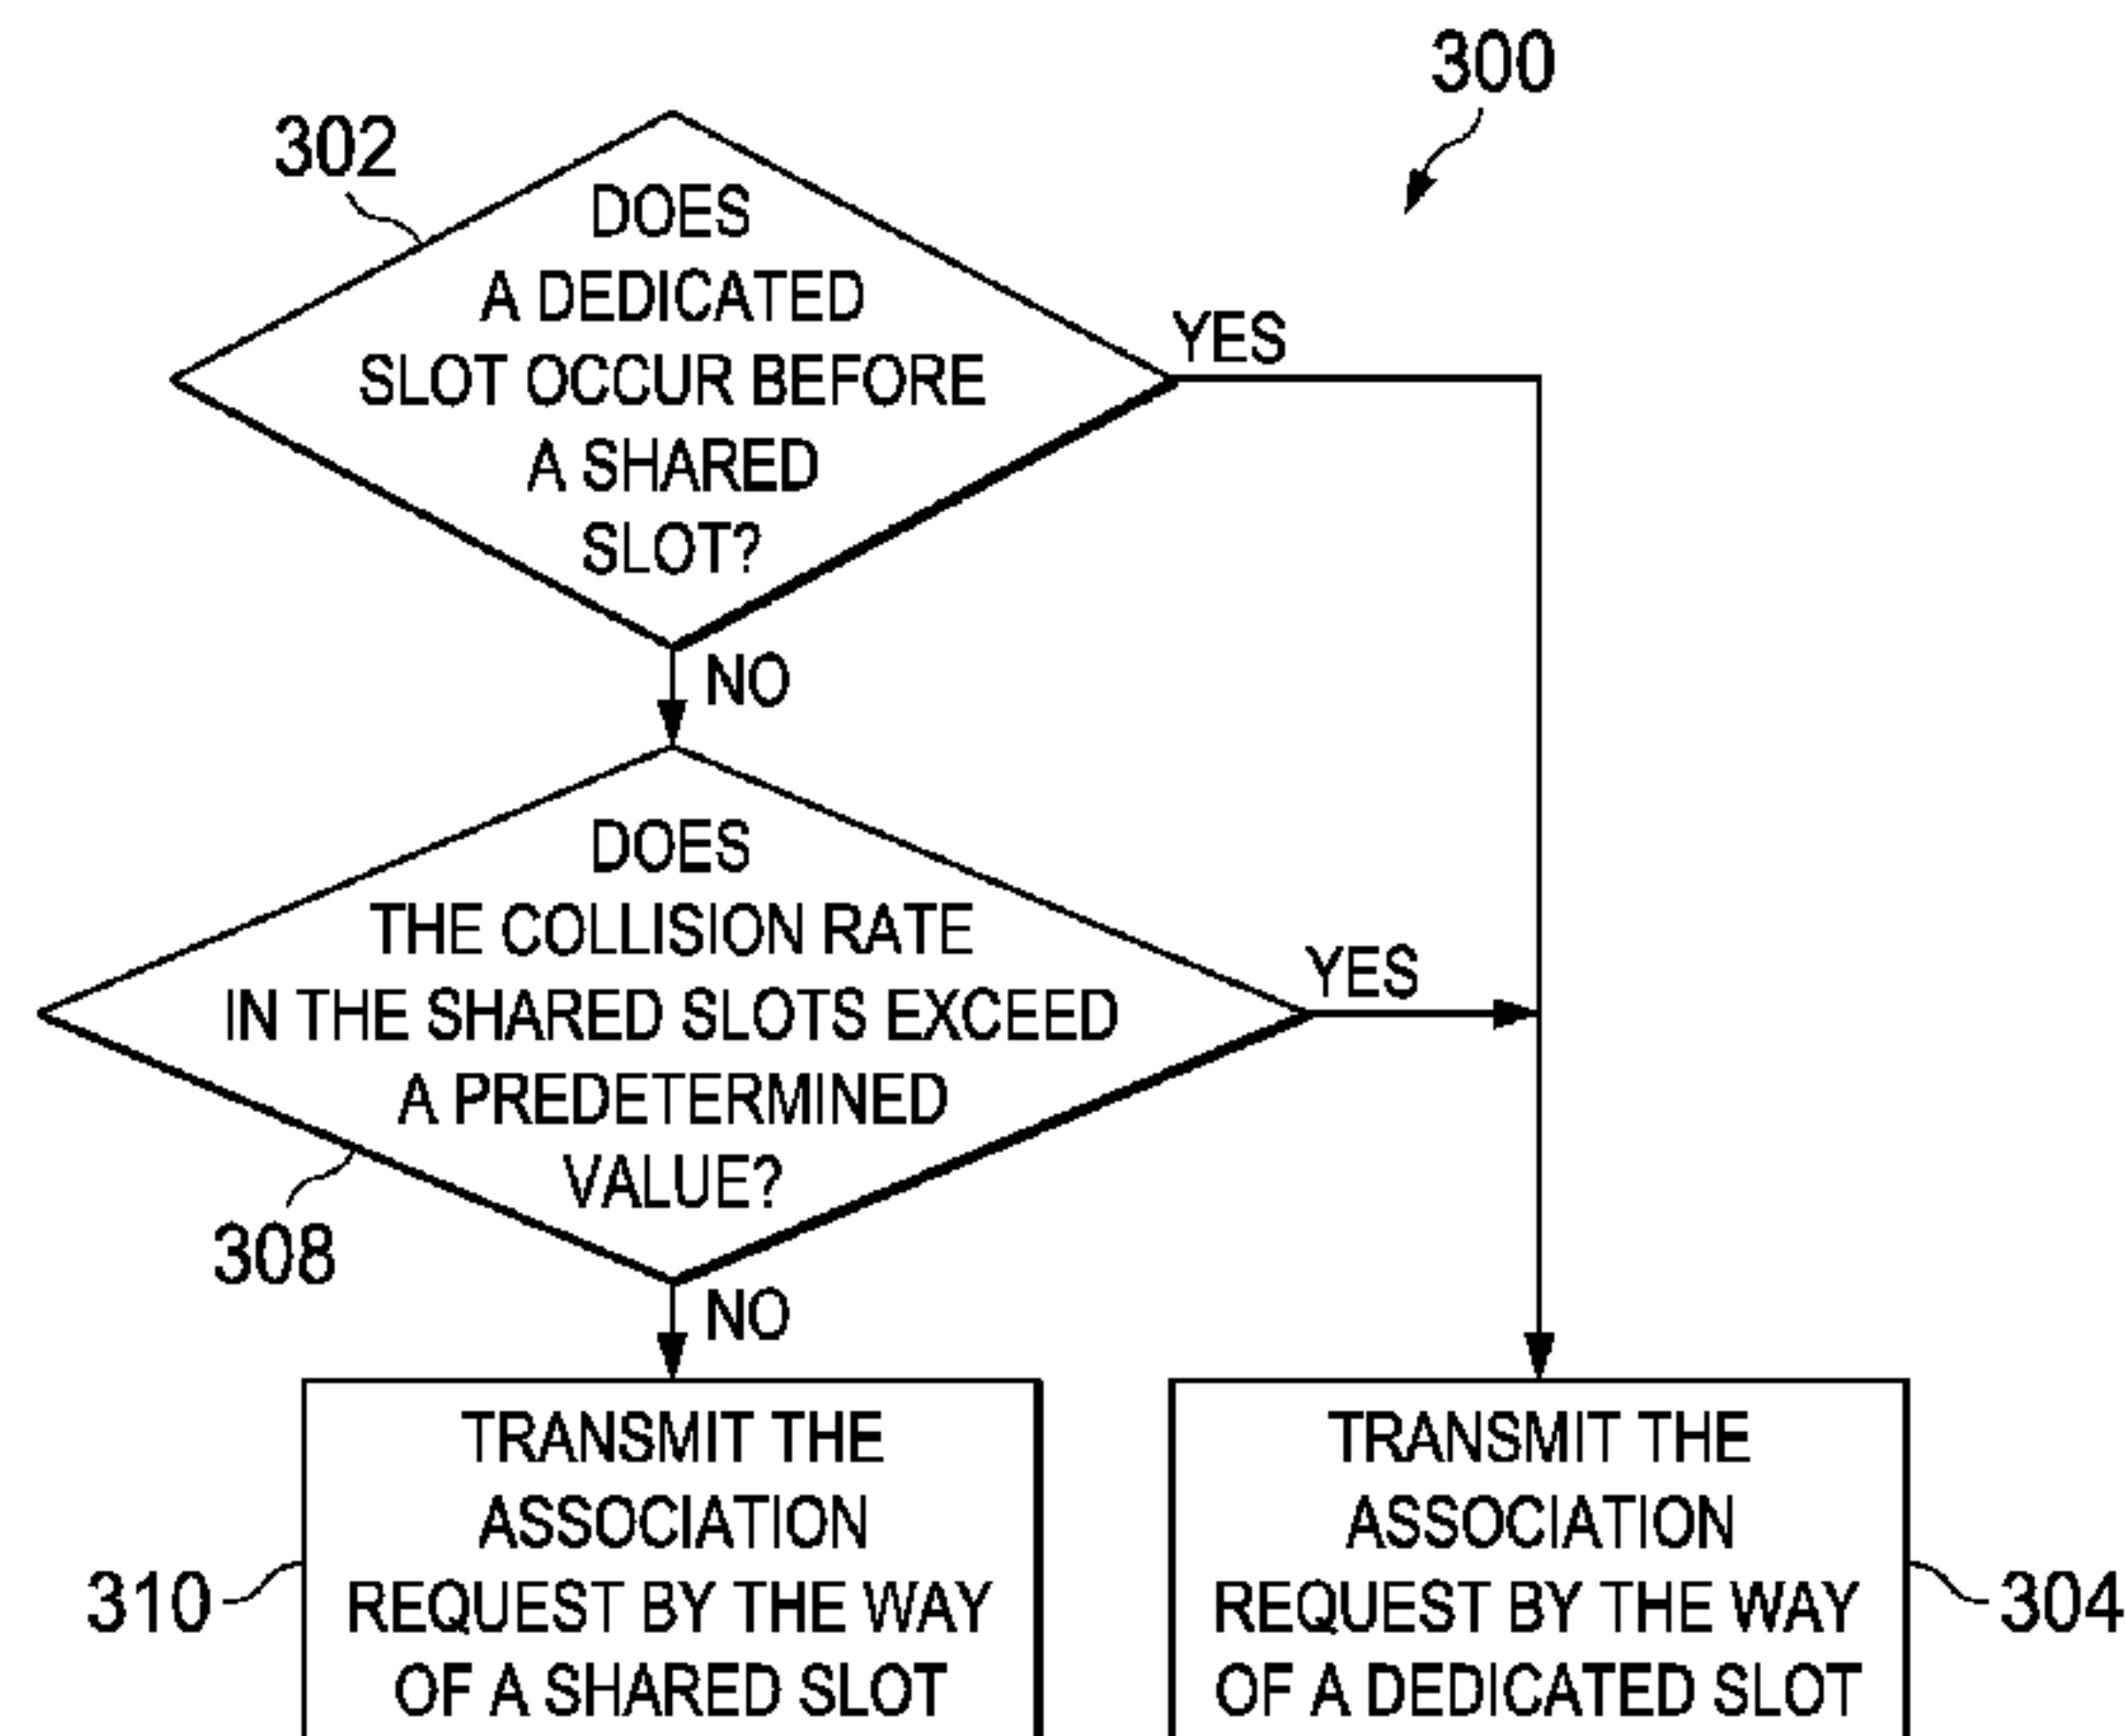 300
302
DOES
A DEDICATED
SLOT OCCUR BEFORE
A SHARED
SLOT?
YES
NO
DOES
THE COLLISION RATE
IN THE SHARED SLOTS EXCEED
A PREDETERMINED
VALUE?
YES
308
NO
TRANSMIT THE
ASSOCIATION
REQUEST BY THE WAY
OF A SHARED SLOT
310
TRANSMIT THE
ASSOCIATION
REQUEST BY THE WAY
OF A DEDICATED SLOT
304